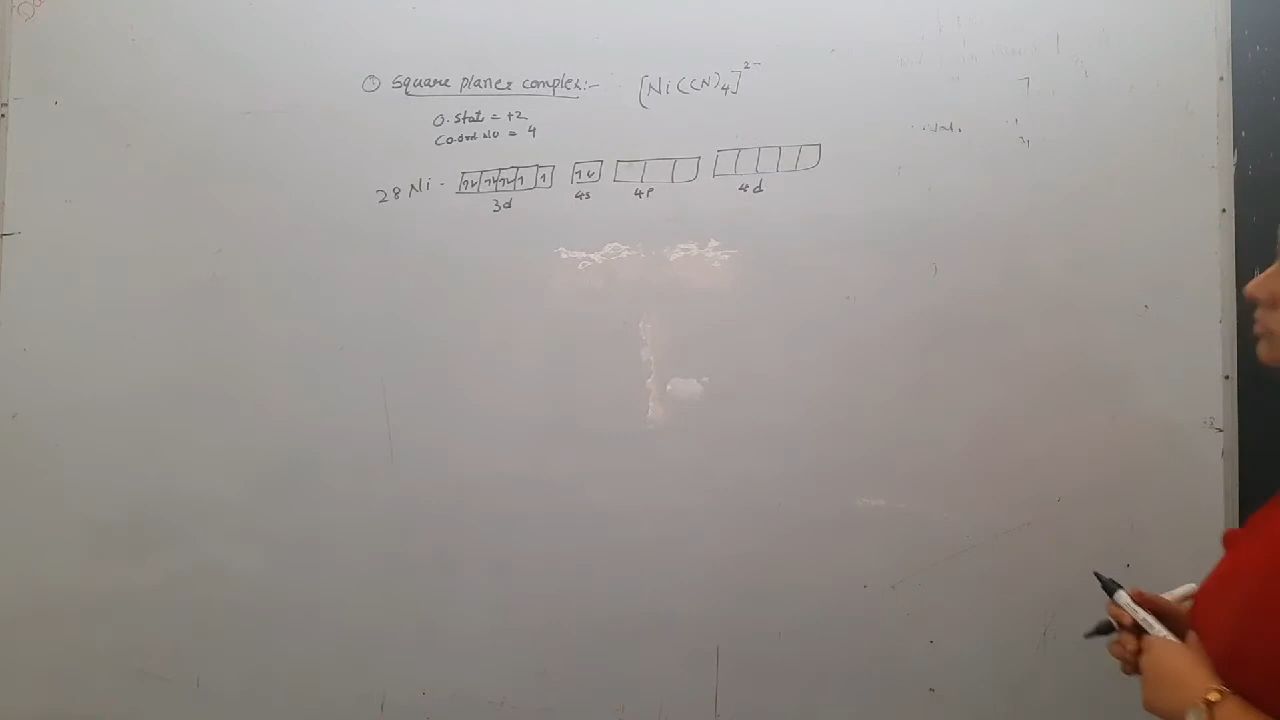 ① Square planer complex:- [Ni(CN)4]2-
O. Stat = +2
Co.ord No = 4
28 Ni - 1↿⇂ 
3d 4s 4p 4d